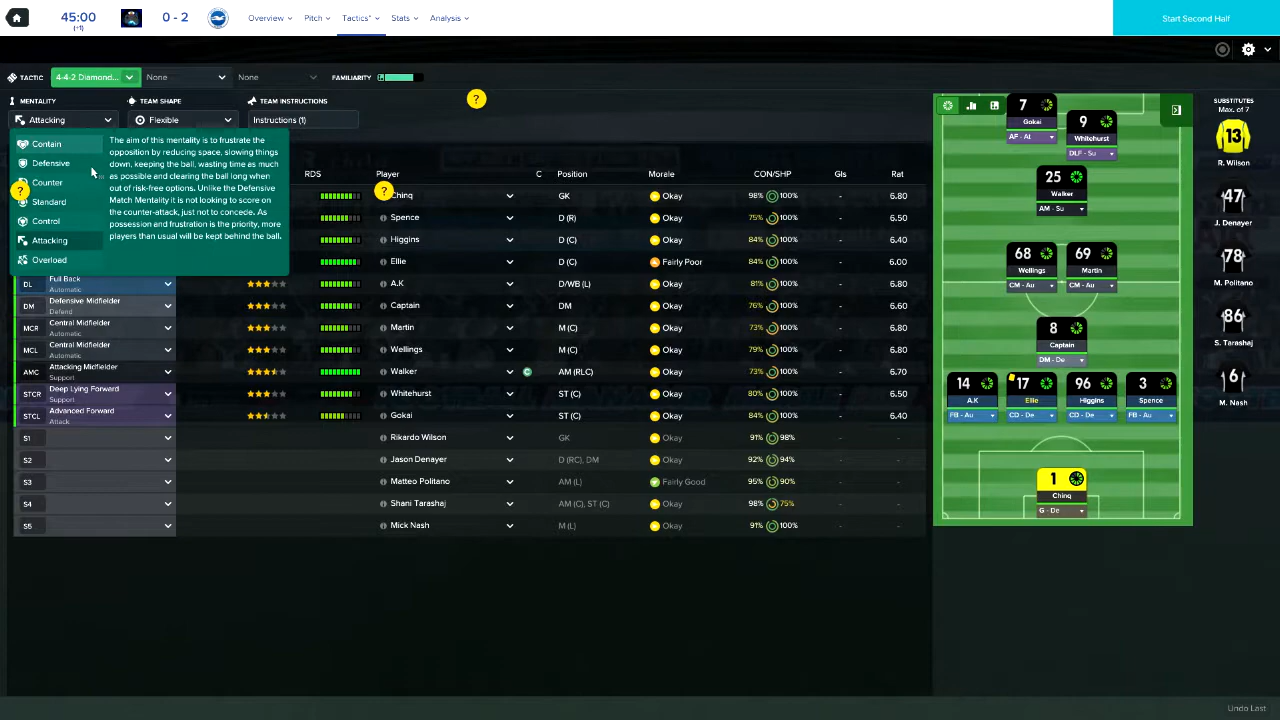 45:00
(+1)
0 - 2
Overview
Pitch
Tactics*
Stats
Analysis
Start Second Half
TACTIC
4-4-2 Diamond...
None
None
FAMILIARITY
MENTALITY
TEAM SHAPE
TEAM INSTRUCTIONS
?
Attacking
Flexible
Instructions (1)
Contain
Defensive
Counter
Standard
Control
Attacking
Overload
?
The aim of this mentality is to frustrate the
opposition by reducing space, slowing things
down, keeping the ball, wasting time as much
as possible and clearing the ball long when
out of risk-free options. Unlike the Defensive
Match Mentality it is not looking to score on
the counter-attack, just not to concede. As
possession and frustration is the priority, more
players than usual will be kept behind the ball.
RDS Player C Position Morale CON/SHP Gls Rat
?
Chinq GK Okay 98% 100% - 6.80
Spence D (R) Okay 75% 100% - 6.50
Higgins D (C) Okay 84% 100% - 6.40
Ellie D (C) Fairly Poor 84% 100% - 6.00
DL Full Back
Automatic
A.K D/WB (L) Okay 81% 100% - 6.80
DM Defensive Midfielder
Defend
Captain DM Okay 76% 100% - 6.60
MCR Central Midfielder
Automatic
Martin M (C) Okay 73% 100% - 6.80
MCL Central Midfielder
Automatic
Wellings M (C) Okay 79% 100% - 6.80
AMC Attacking Midfielder
Support
Walker C AM (RLC) Okay 73% 100% - 6.70
STCR Deep Lying Forward
Support
Whitehurst ST (C) Okay 80% 100% - 6.80
STCL Advanced Forward
Attack
Gokai ST (C) Okay 84% 100% - 6.40
S1 Rikardo Wilson GK Okay 91% 98% - -
S2 Jason Denayer D (RC), DM Okay 92% 94% - -
S3 Matteo Politano AM (L) Fairly Good 95% 90% - -
S4 Shani Tarashaj AM (C), ST (C) Okay 98% 75% - -
S5 Mick Nash M (L) Okay 91% 100% - -
7
Gokai
AF - At
9
Whitehurst
DLF - Su
25
Walker
AM - Su
68
Wellings
CM - Au
69
Martin
CM - Au
8
Captain
DM - De
14
A.K
FB - Au
17
Ellie
CD - De
96
Higgins
CD - De
3
Spence
FB - Au
1
Chinq
G - De
SUBSTITUTES
Max. of 7
13
R. Wilson
47
J. Denayer
78
M. Politano
86
S. Tarashaj
6
M. Nash
Undo Last